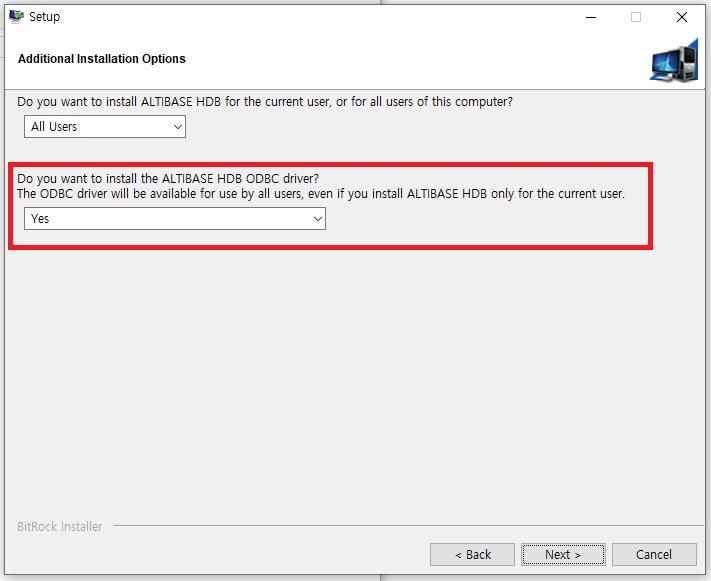 Setup
Additional Installation Options
Do you want to install ALTIBASE HDB for the current user, or for all users of this computer?
All Users
Do you want to install the ALTIBASE HDB ODBC driver?
The ODBC driver will be available for use by all users, even if you install ALTIBASE HDB only for the current user.
Yes
BitRock Installer
< Back
Next >
Cancel